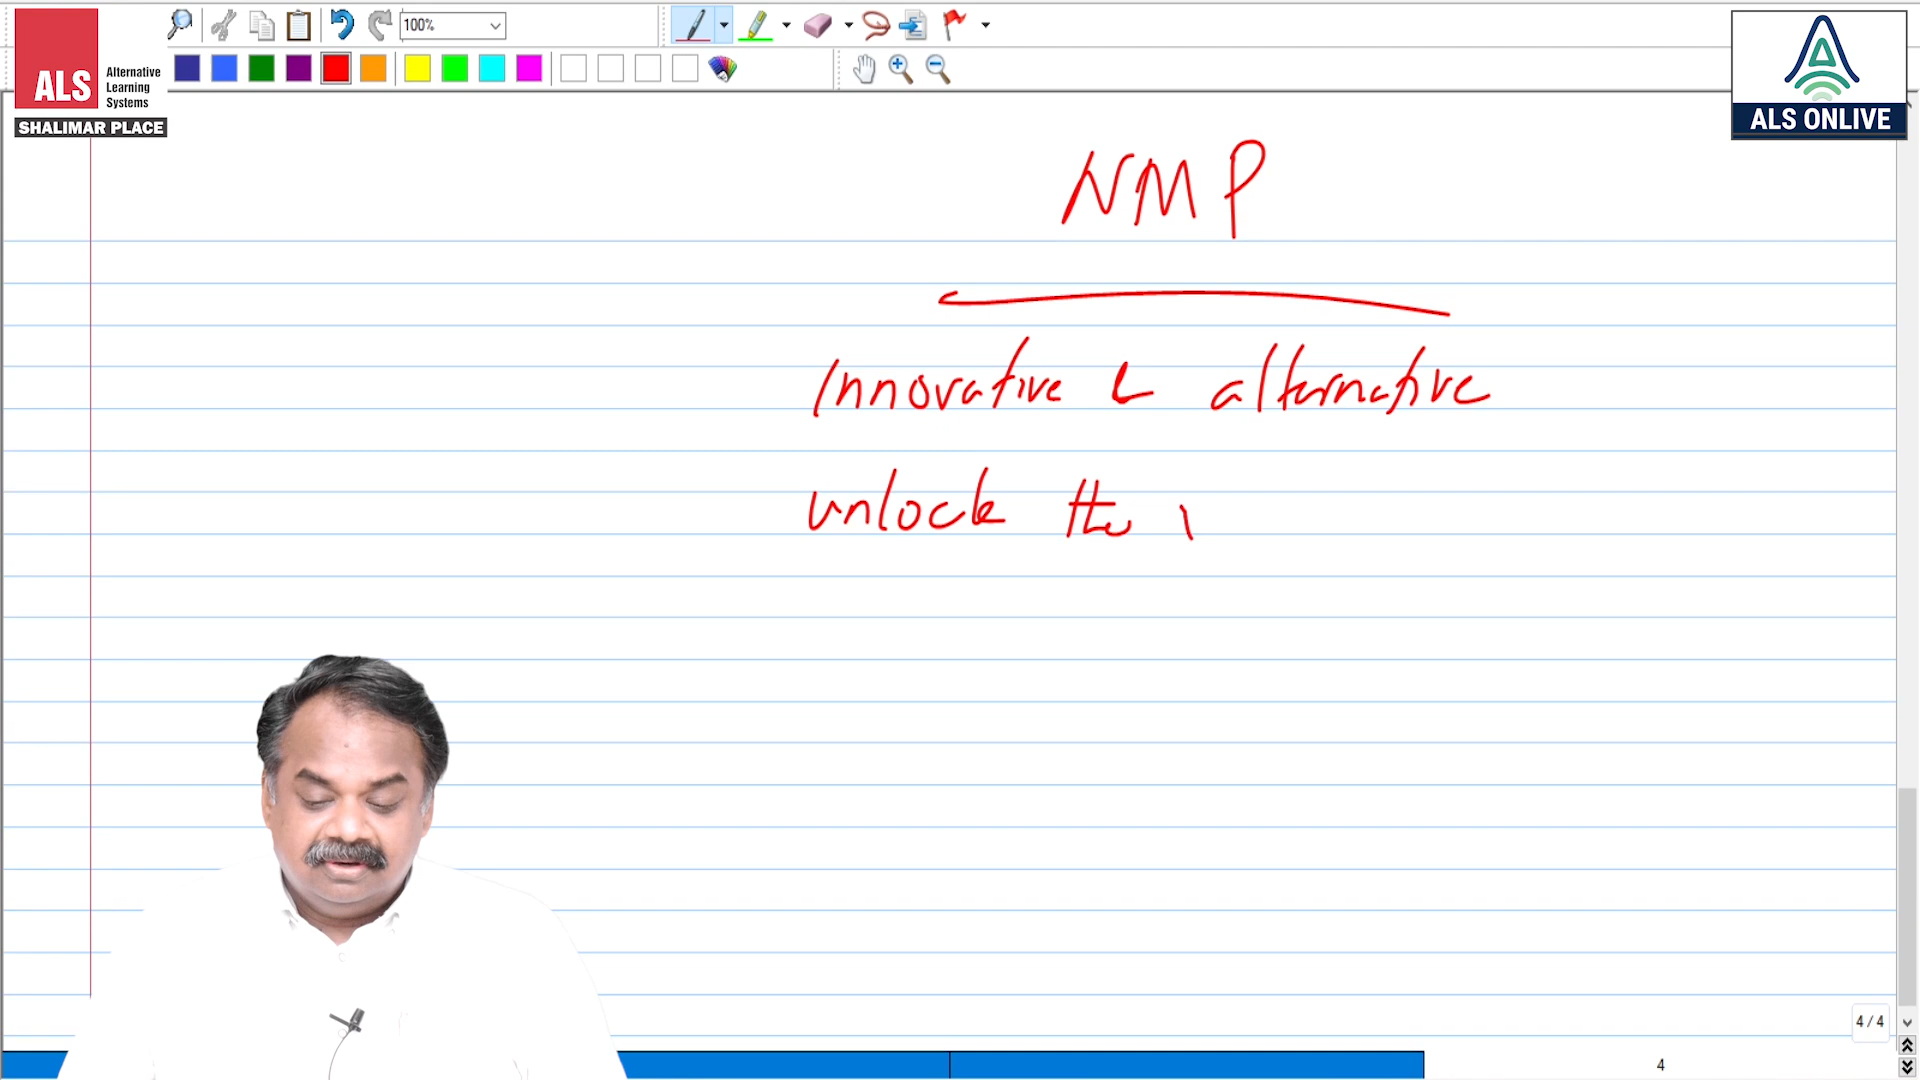 100%
ALS
Alternative
Learning
Systems
SHALIMAR PLACE
ALS ONLIVE
NMP
Innovative & alternative
unlock the
4 / 4
4